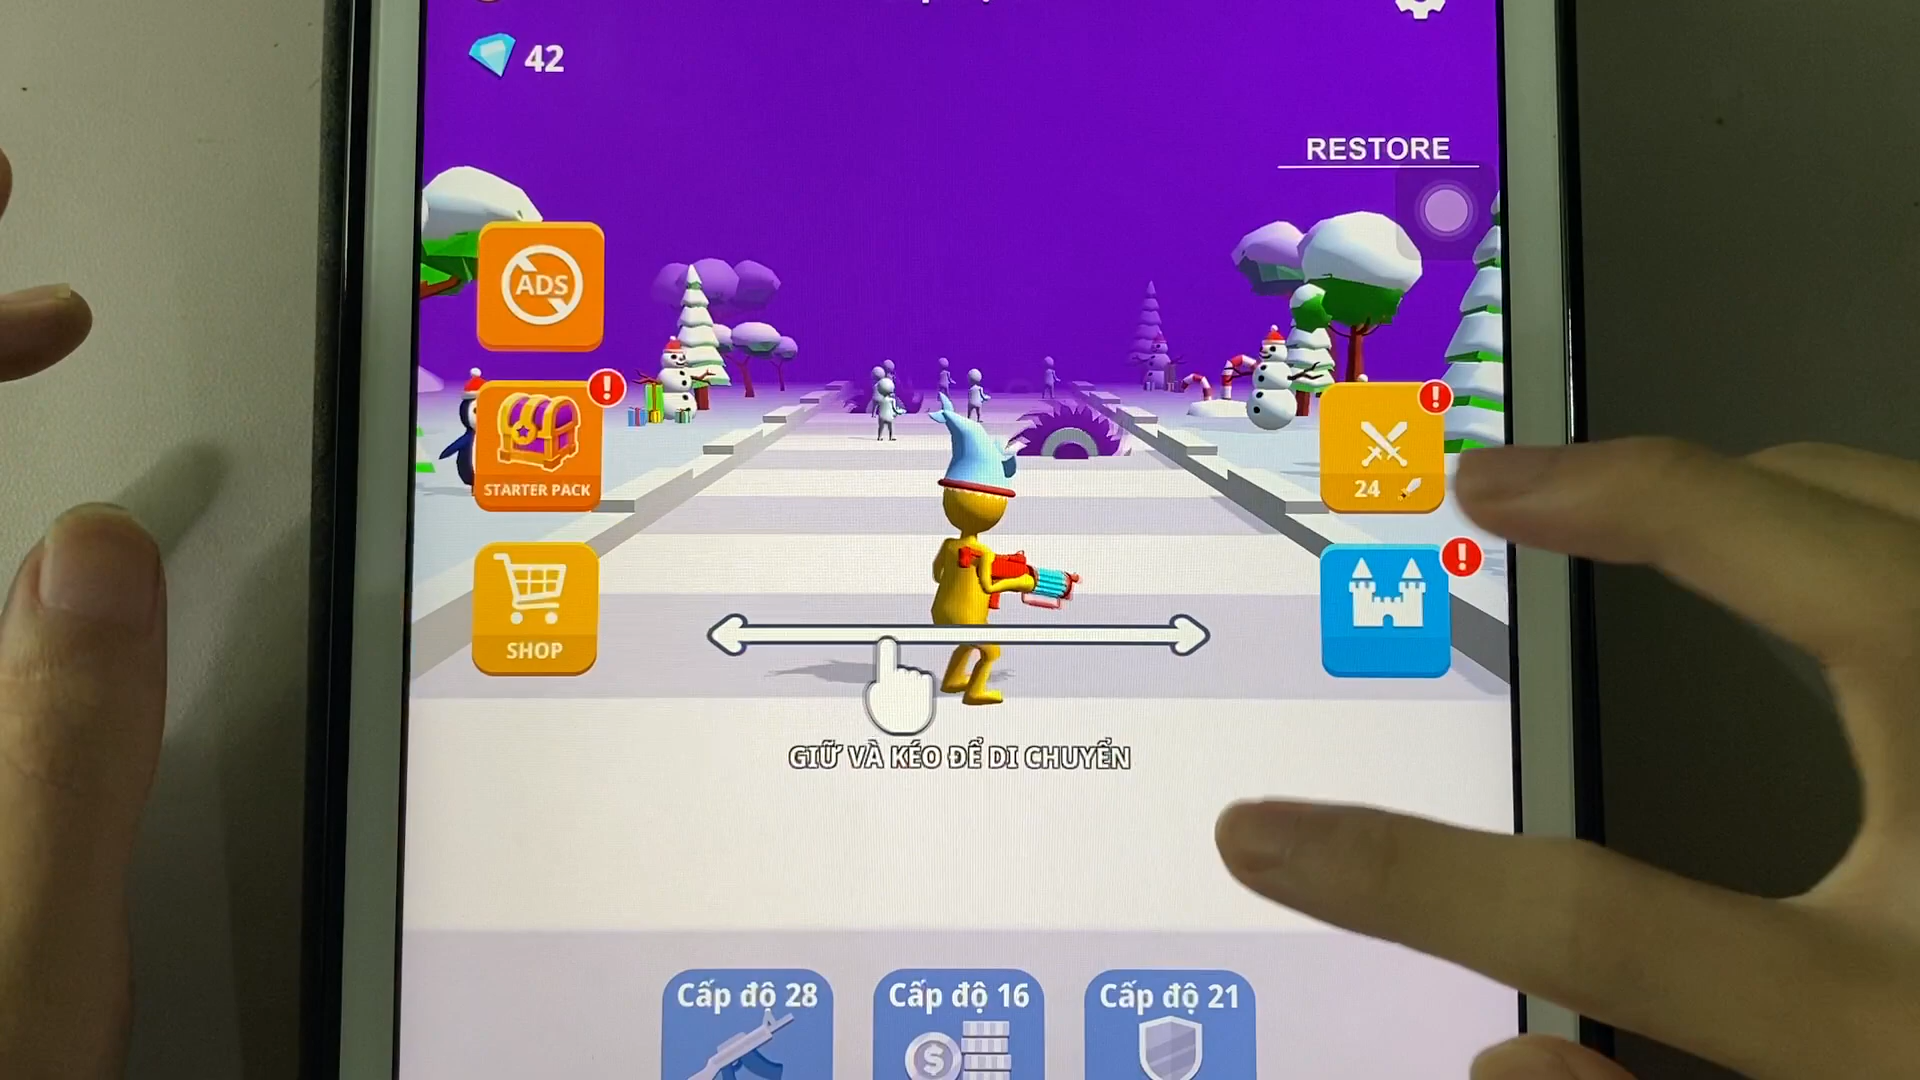 42
RESTORE
ADS
STARTER PACK
24
SHOP
GIỮ VÀ KÉO ĐỂ DI CHUYỂN
Cấp độ 28
Cấp độ 16
Cấp độ 21
$